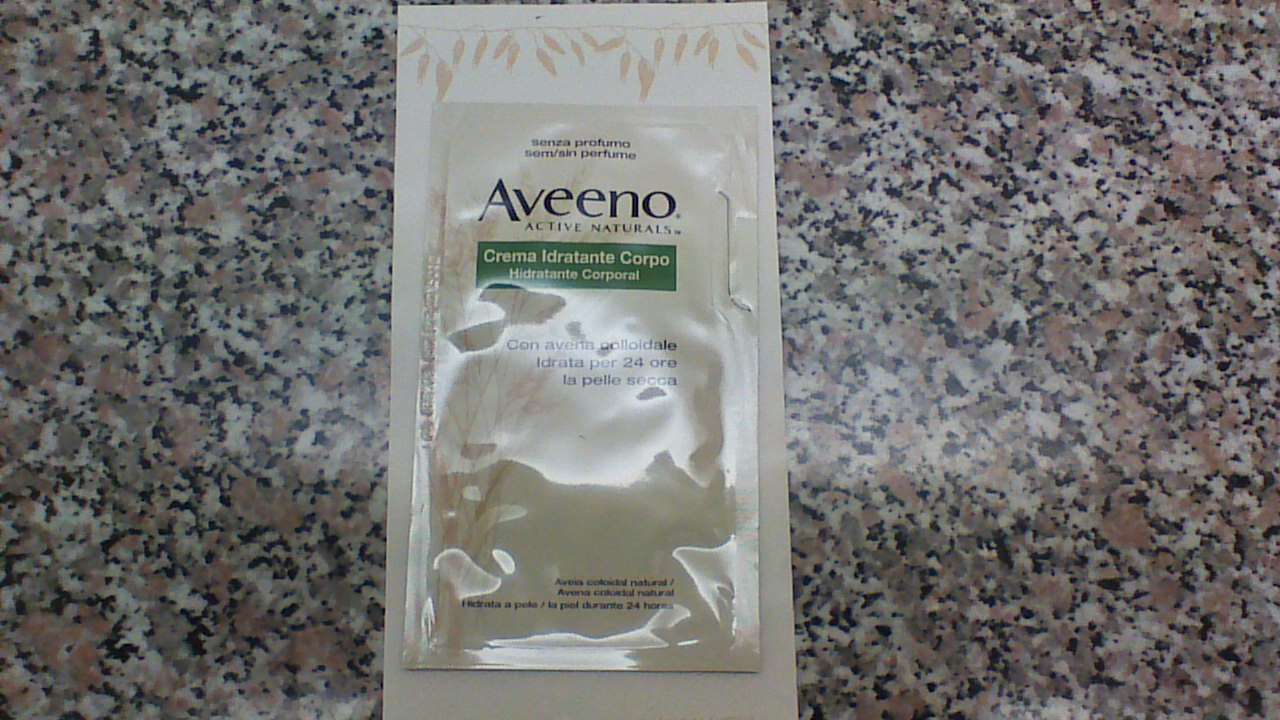 senza profumo
sem/sin perfume
Aveeno®
ACTIVE NATURALS™
Crema Idratante Corpo
Hidratante Corporal
Con avena colloidale
Idrata per 24 ore
la pelle secca
Aveia coloidal natural /
Avena coloidal natural
Hidrata a pele / la piel durante 24 horas